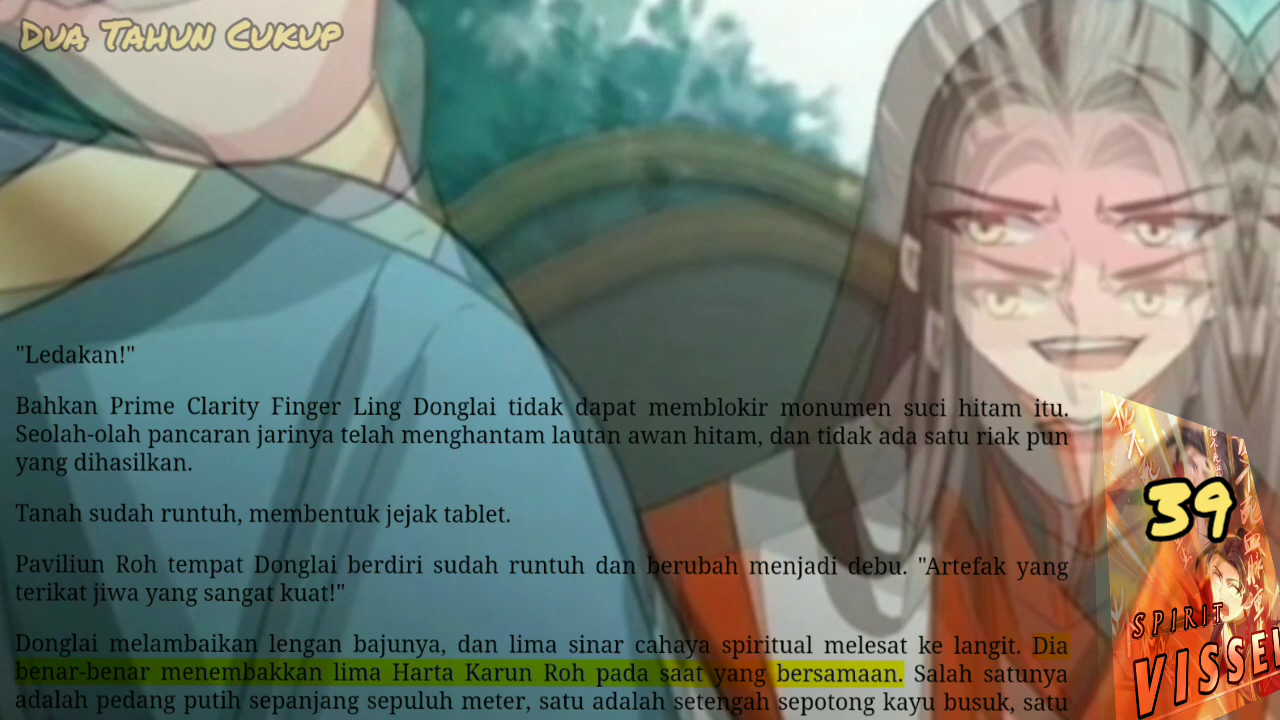 Dua Tahun Cukup
"Ledakan!"
Bahkan Prime Clarity Finger Ling Donglai tidak dapat memblokir monumen suci hitam itu.
Seolah-olah pancaran jarinya telah menghantam lautan awan hitam, dan tidak ada satu riak pun
yang dihasilkan.
Tanah sudah runtuh, membentuk jejak tablet.
Paviliun Roh tempat Donglai berdiri sudah runtuh dan berubah menjadi debu. "Artefak yang
terikat jiwa yang sangat kuat!"
Donglai melambaikan lengan bajunya, dan lima sinar cahaya spiritual melesat ke langit. Dia
benar-benar menembakkan lima Harta Karun Roh pada saat yang bersamaan. Salah satunya
adalah pedang putih sepanjang sepuluh meter, satu adalah setengah sepotong kayu busuk, satu
39
SPIRIT